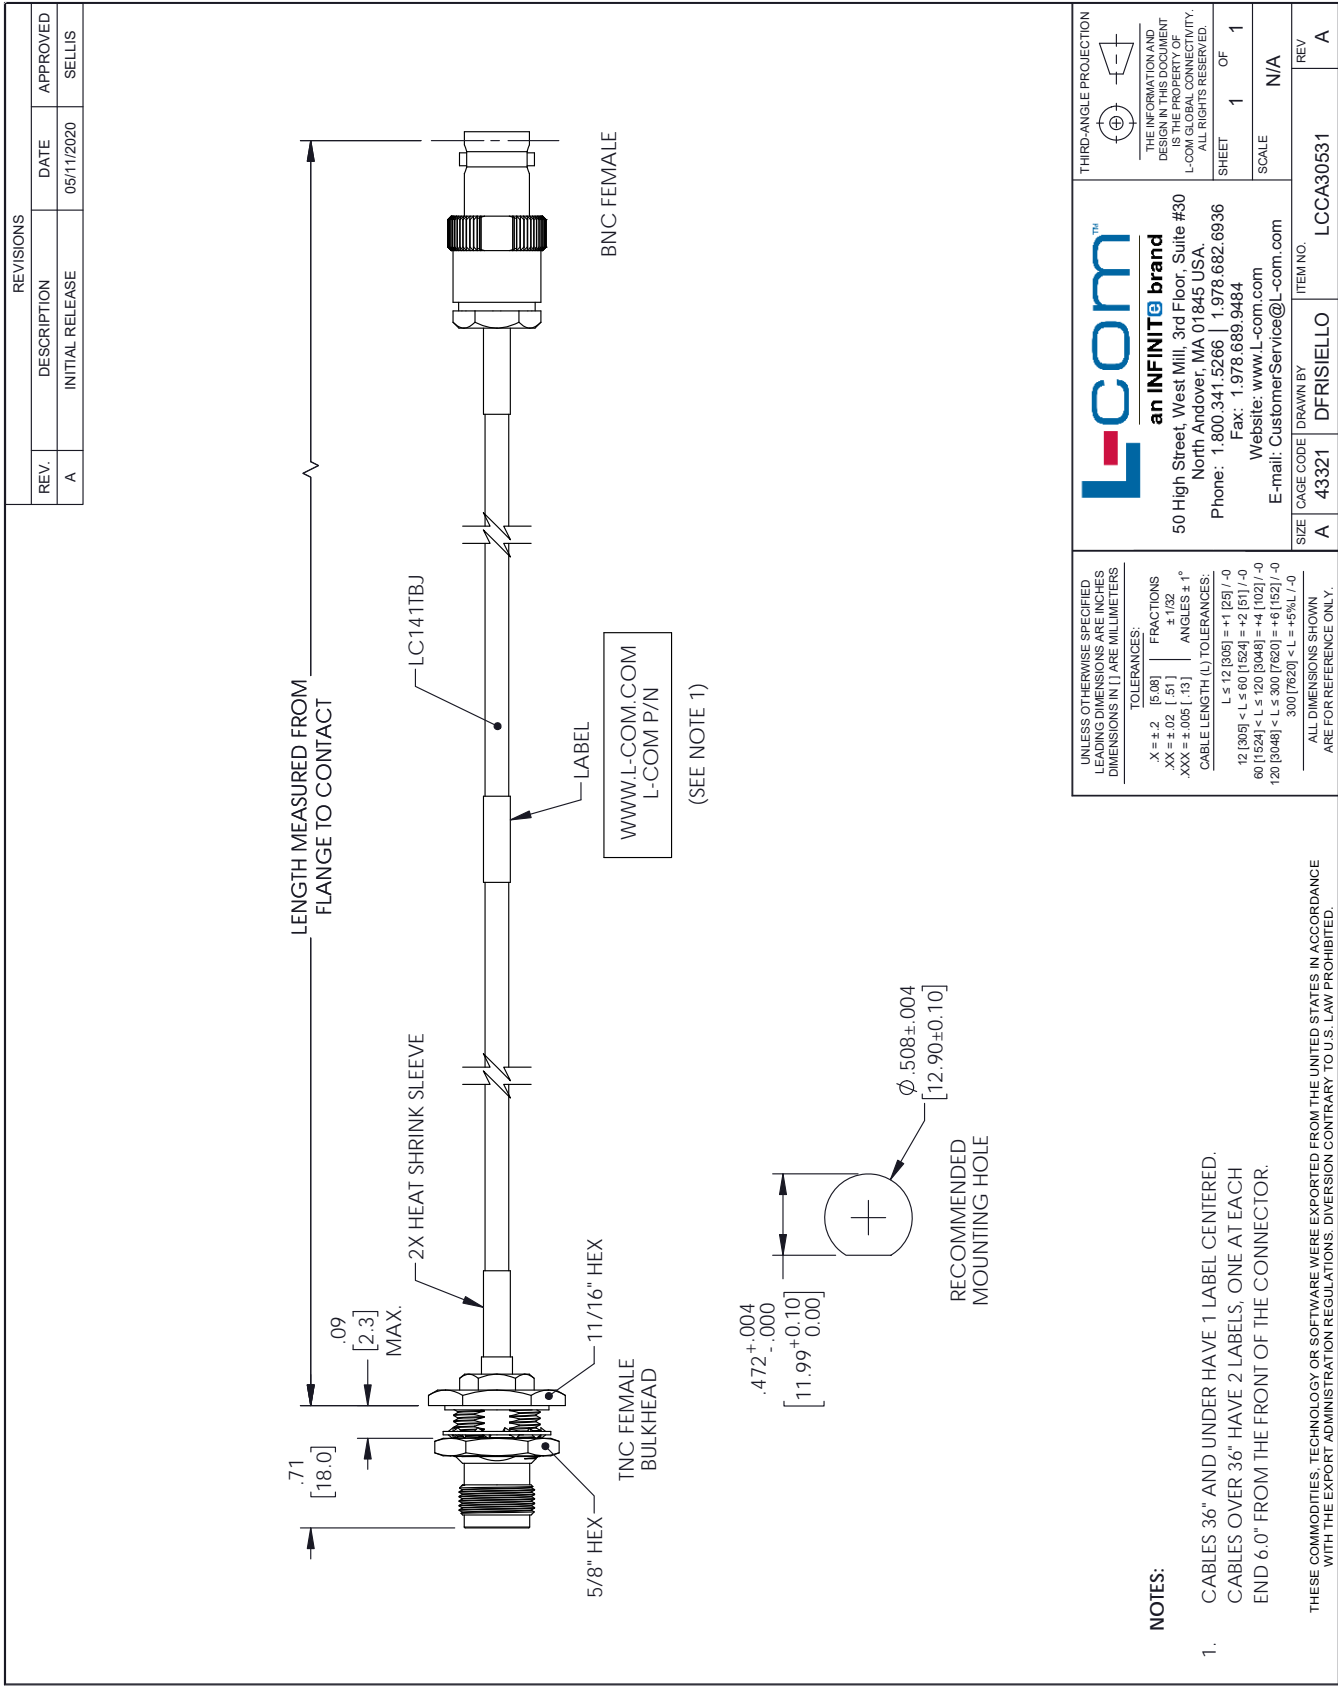 REVISIONS
REV. DESCRIPTION DATE APPROVED
A INITIAL RELEASE 05/11/2020 SELLIS
LENGTH MEASURED FROM
FLANGE TO CONTACT
.71
[18.0]
.09
[2.3]
MAX.
2X HEAT SHRINK SLEEVE
LC141TBJ
LABEL
WWW.L-COM.COM
L-COM P/N
(SEE NOTE 1)
5/8" HEX
11/16" HEX
TNC FEMALE
BULKHEAD
BNC FEMALE
.472 +.004
-.000
[11.99 +0.10]
0.00
Ø.508±.004
[12.90±0.10]
RECOMMENDED
MOUNTING HOLE
NOTES:
1. CABLES 36" AND UNDER HAVE 1 LABEL CENTERED.
CABLES OVER 36" HAVE 2 LABELS, ONE AT EACH
END 6.0" FROM THE FRONT OF THE CONNECTOR.
THESE COMMODITIES, TECHNOLOGY OR SOFTWARE WERE EXPORTED FROM THE UNITED STATES IN ACCORDANCE
WITH THE EXPORT ADMINISTRATION REGULATIONS. DIVERSION CONTRARY TO U.S. LAW PROHIBITED.
UNLESS OTHERWISE SPECIFIED
LEADING DIMENSIONS ARE INCHES
DIMENSIONS IN [ ] ARE MILLIMETERS
TOLERANCES:
.X = ±.2 [5.08] FRACTIONS
.XX = ±.02 [.51] ± 1/32
.XXX = ±.005 [.13] ANGLES ± 1°
CABLE LENGTH (L) TOLERANCES:
L ≤ 12 [305] = +1 [25] / -0
12 [305] < L ≤ 60 [1524] = +2 [51] / -0
60 [1524] < L ≤ 120 [3048] = +4 [102] / -0
120 [3048] < L ≤ 300 [7620] = +6 [152] / -0
300 [7620] < L = +5%L / -0
ALL DIMENSIONS SHOWN
ARE FOR REFERENCE ONLY.
L-com™
an INFINITe brand
50 High Street, West Mill, 3rd Floor, Suite #30
North Andover, MA 01845 USA.
Phone: 1.800.341.5266 | 1.978.682.6936
Fax: 1.978.689.9484
Website: www.L-com.com
E-mail: CustomerService@L-com.com
THIRD-ANGLE PROJECTION
THE INFORMATION AND
DESIGN IN THIS DOCUMENT
IS THE PROPERTY OF
L-COM GLOBAL CONNECTIVITY.
ALL RIGHTS RESERVED.
SHEET 1 OF 1
SCALE N/A
SIZE A
CAGE CODE 43321
DRAWN BY DFRISIELLO
ITEM NO. LCCA30531
REV A